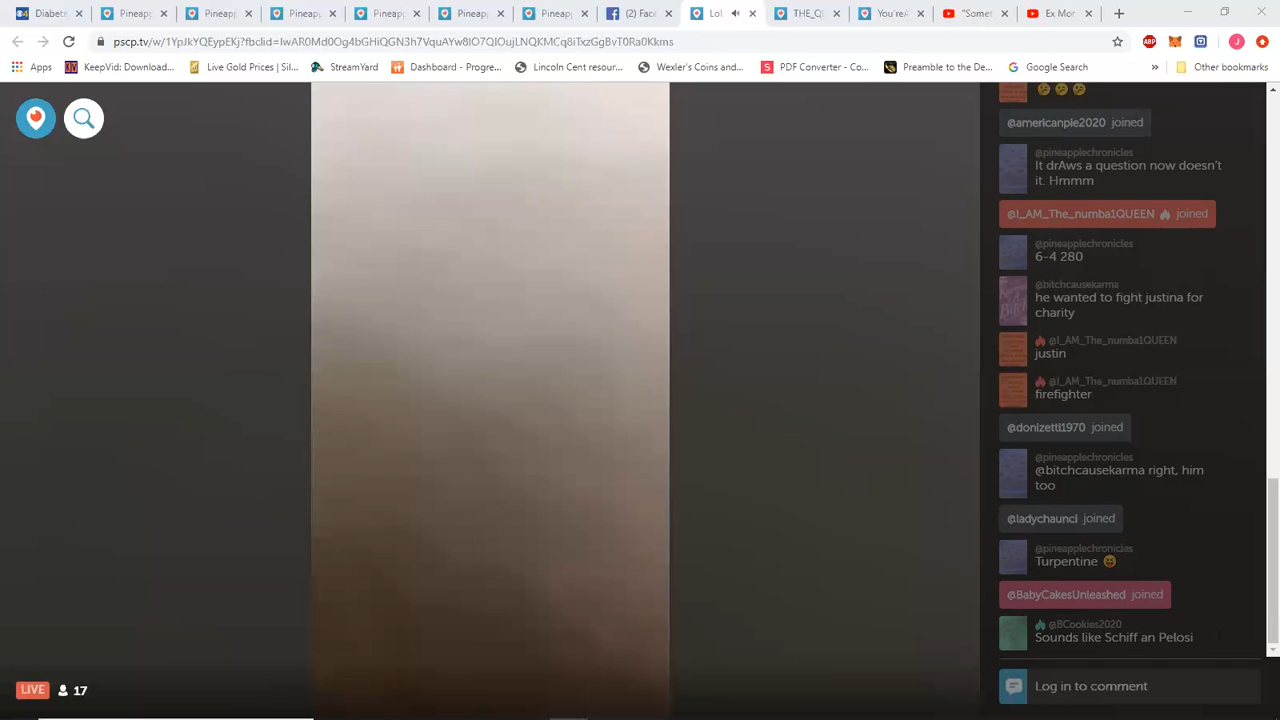 Diabete
Pineap
Pineap
Pineap
Pineap
Pineap
Pineap
(2) Face
Lol
THE_Q
You'reA
"Somet
Ex Mor
pscp.tv/w/1YpJkYQEypEKj?fbclid=
Apps
KeepVid: Download...
Live Gold Prices | Sil...
StreamYard
Dashboard - Progre...
Lincoln Cent resour...
Wexler's Coins and...
PDF Converter - Co...
Preamble to the De...
Google Search
»
Other bookmarks
ABP
J
@americanpie2020 joined
@pineapplechronicles
It drAws a question now doesn't
it. Hmmm
@I_AM_The_numba1QUEEN joined
@pineapplechronicles
6-4 280
@bitchcausekarma
he wanted to fight justina for
charity
@I_AM_The_numba1QUEEN
justin
@I_AM_The_numba1QUEEN
firefighter
@donizetti1970 joined
@pineapplechronicles
@bitchcausekarma right, him
too
@ladychaunci joined
@pineapplechronicles
Turpentine 😝
@BabyCakesUnleashed joined
@BCookies2020
Sounds like Schiff an Pelosi
LIVE 17
Log in to comment